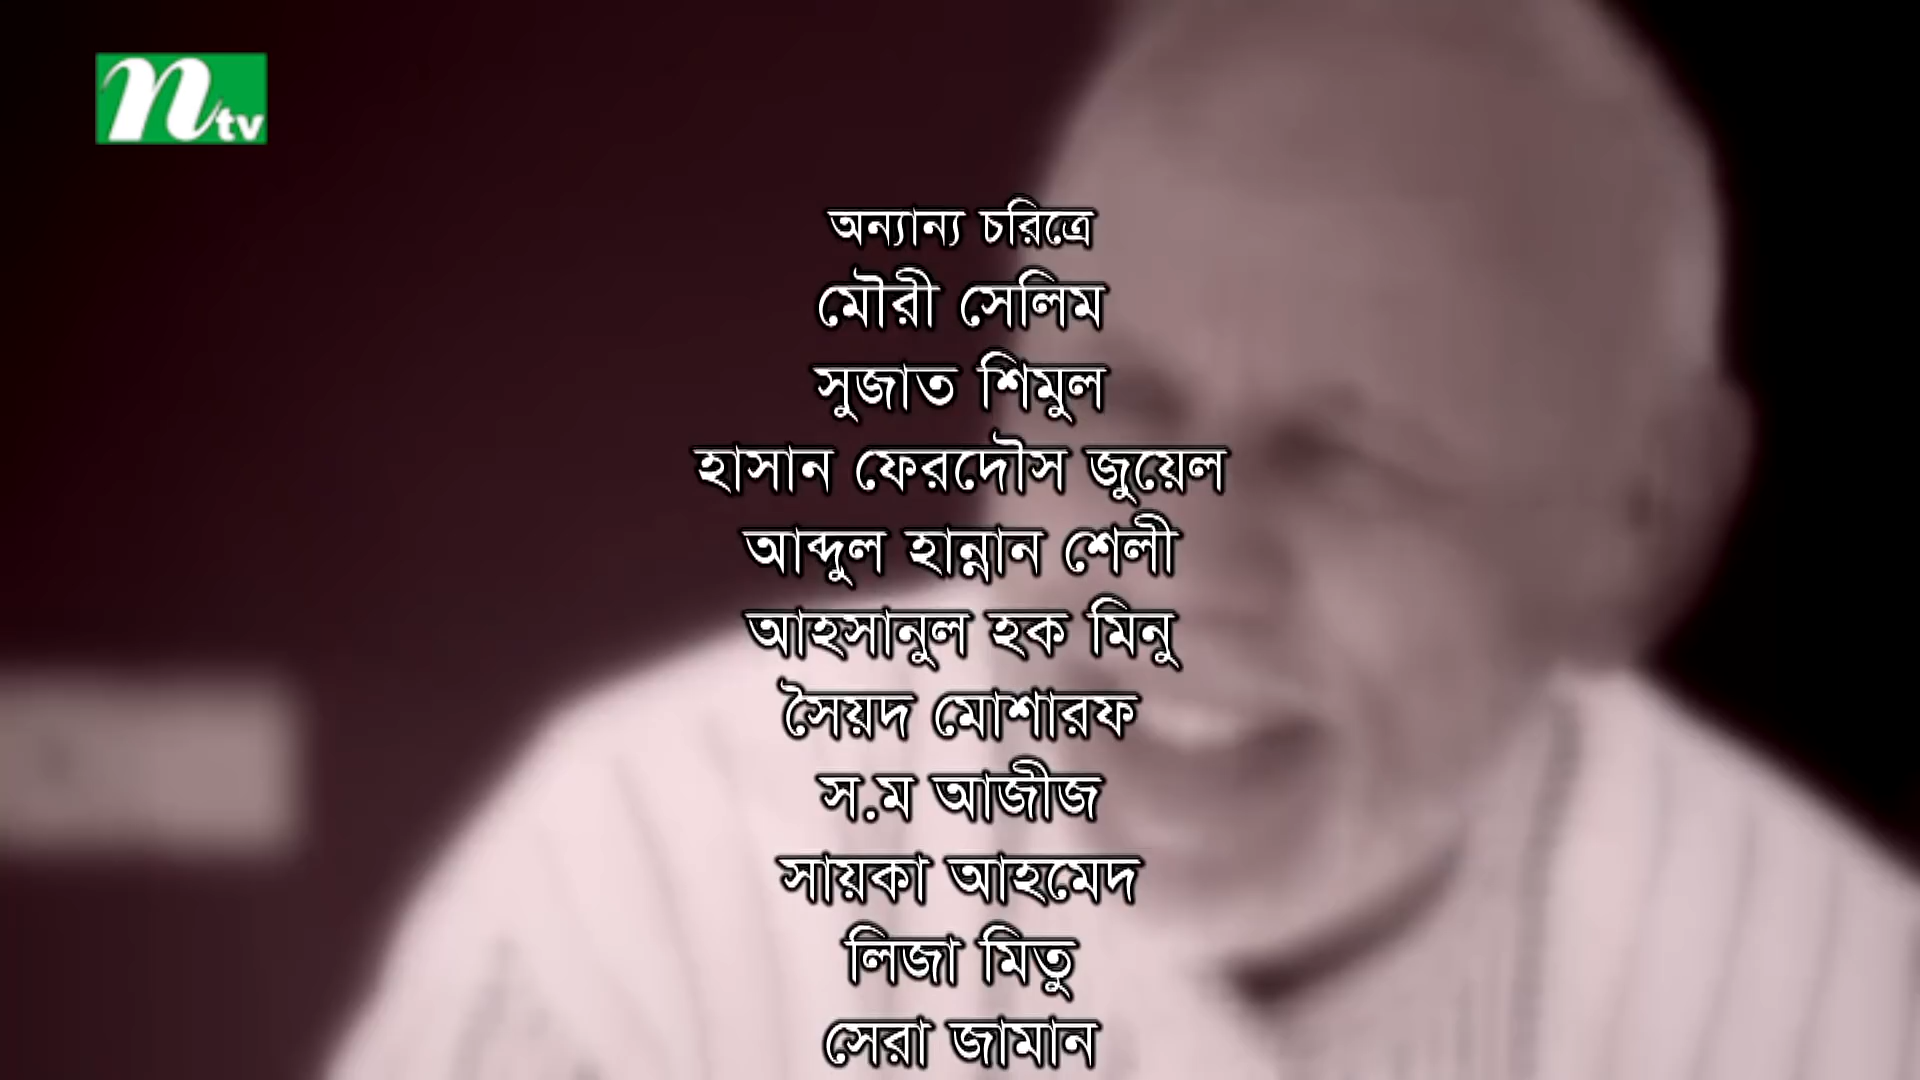 ntv
অন্যান্য চরিত্রে
মৌরী সেলিম
সুজাত শিমুল
হাসান ফেরদৌস জুয়েল
আব্দুল হান্নান শেলী
আহসানুল হক মিনু
সৈয়দ মোশারফ
স.ম আজীজ
সায়কা আহমেদ
লিজা মিতু
সেরা জামান